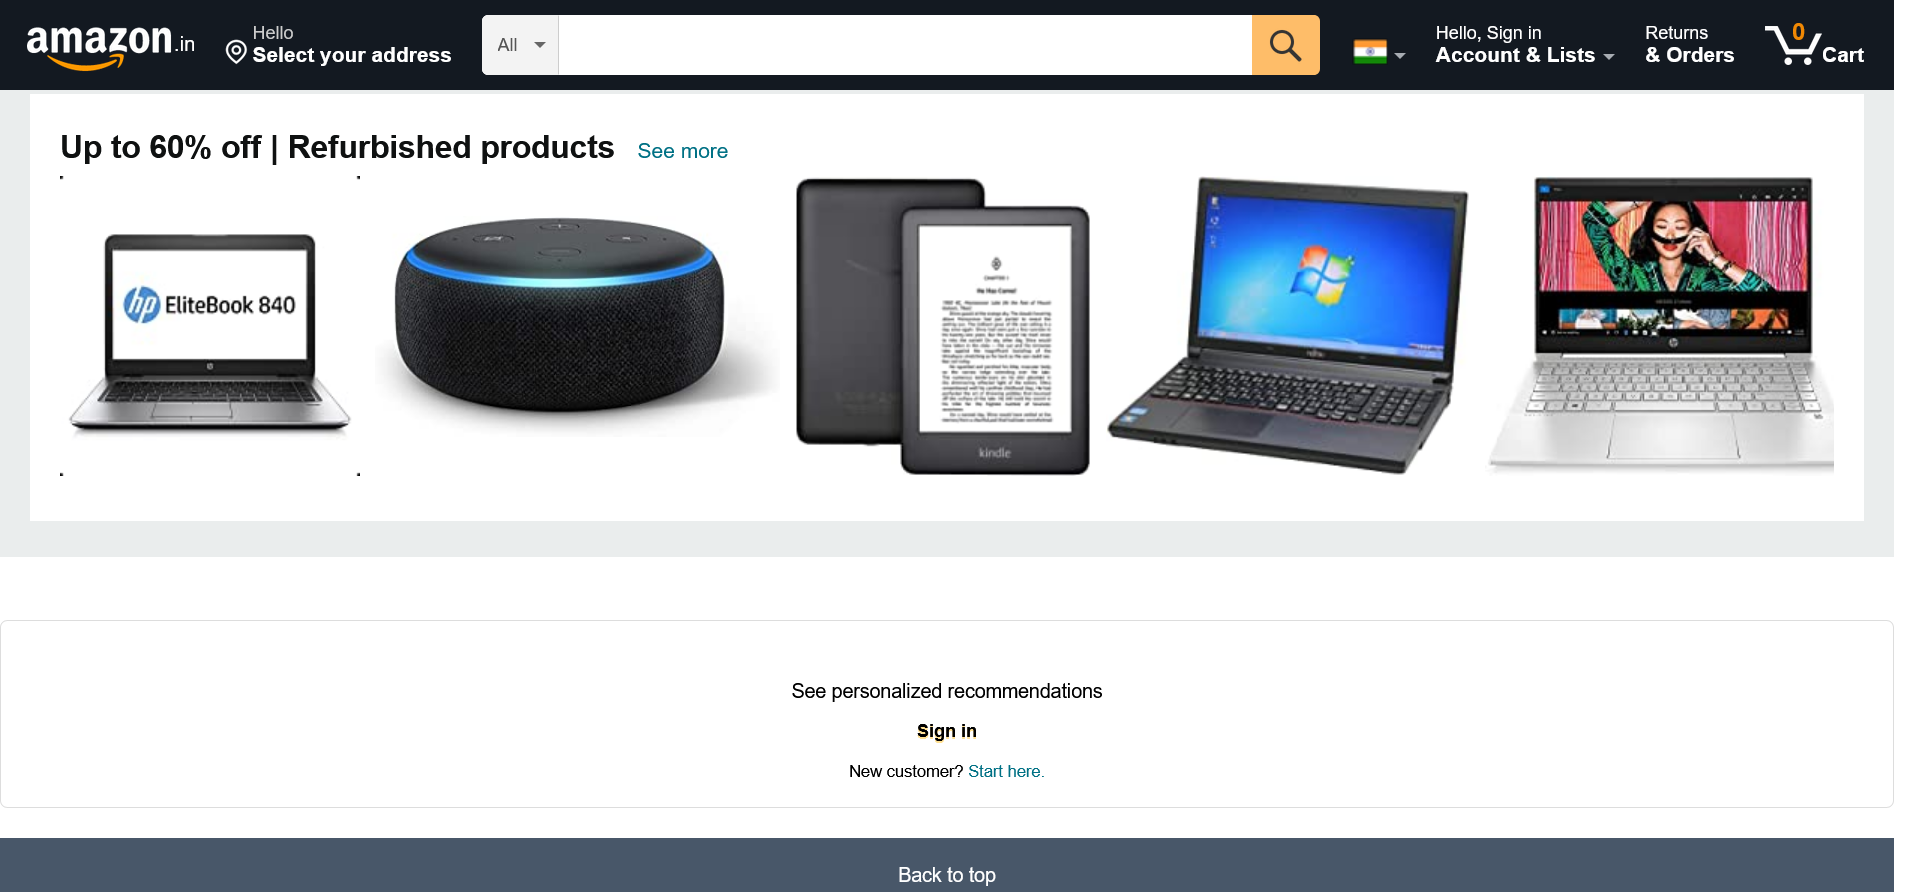 amazon.in
Hello
Select your address
All
Hello, Sign in
Account & Lists
Returns
& Orders
0
Cart
Up to 60% off | Refurbished products See more
hp EliteBook 840
CHAPTER 1
kindle
See personalized recommendations
Sign in
New customer? Start here.
Back to top